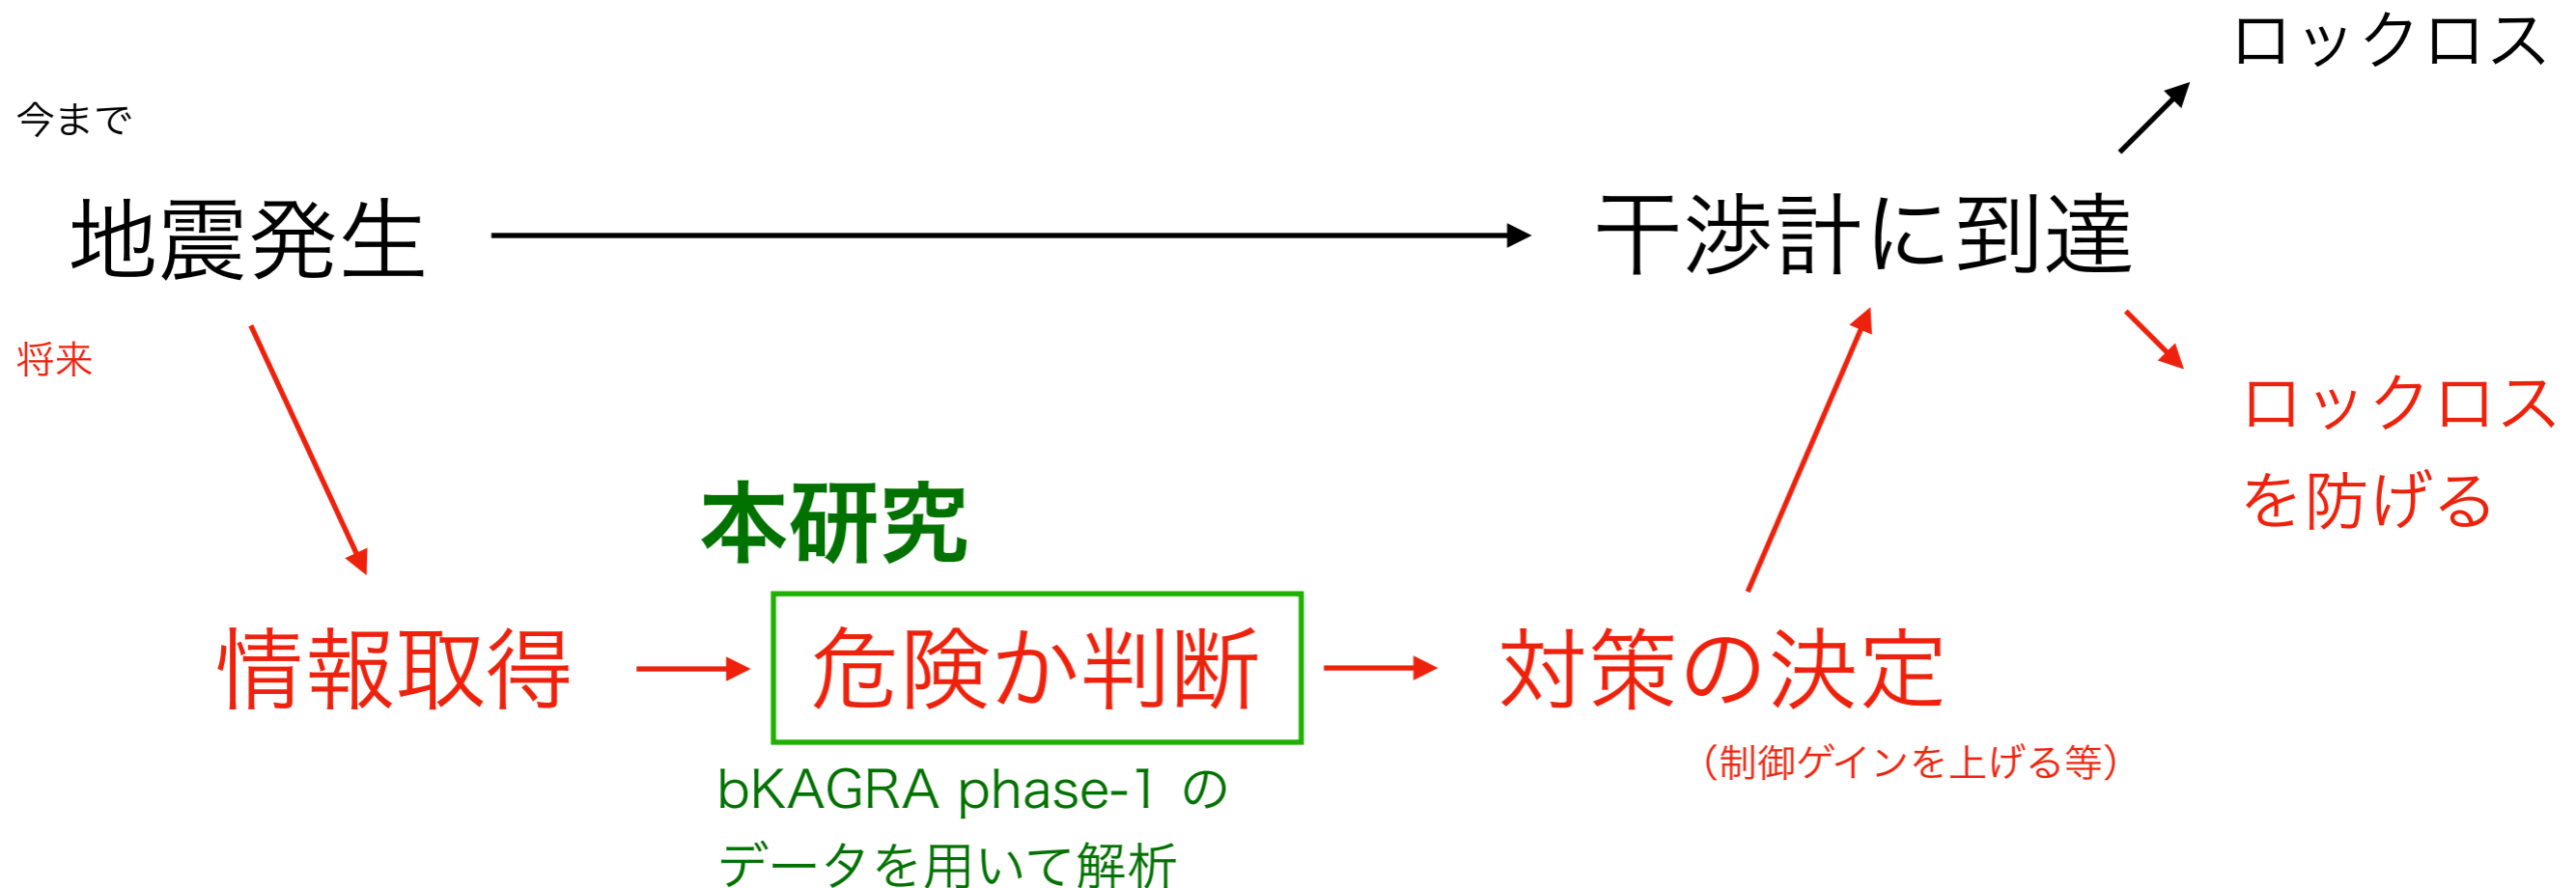 ロックロス
今まで
地震発生
干渉計に到達
将来
ロックロス
を防げる
本研究
情報取得
危険か判断
対策の決定
（制御ゲインを上げる等）
bKAGRA phase-1 の
データを用いて解析